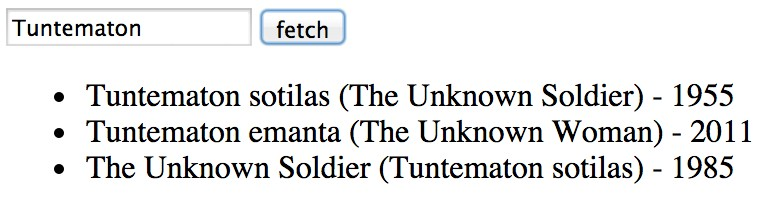 Tuntematon fetch
Tuntematon sotilas (The Unknown Soldier) - 1955
Tuntematon emanta (The Unknown Woman) - 2011
The Unknown Soldier (Tuntematon sotilas) - 1985